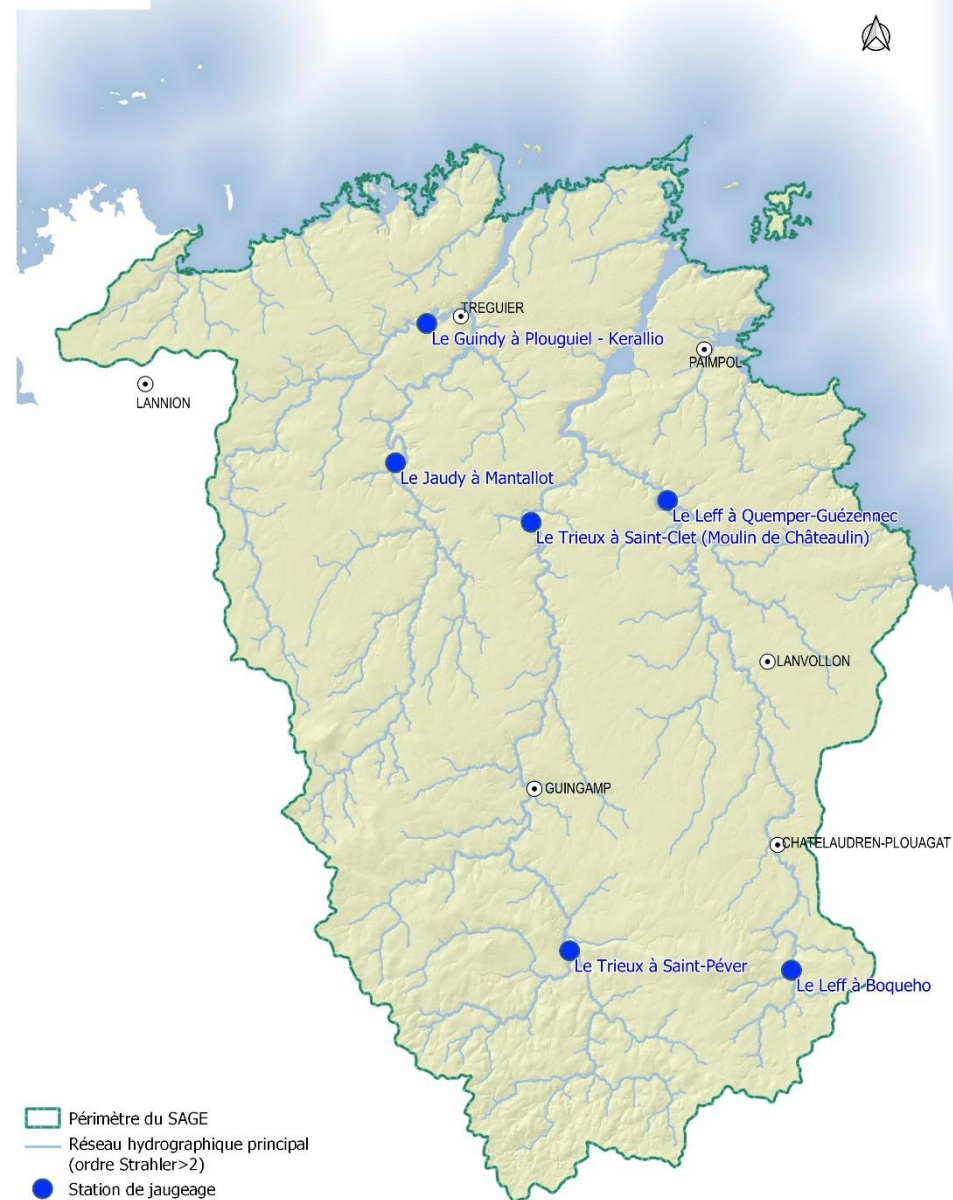 TREGUIER
Le Guindy à Plouguiel - Kerallio
PAIMPOL
LANNION
Le Jaudy à Mantallot
Le Leff à Quemper-Guézennec
Le Trieux à Saint-Clet (Moulin de Châteaulin)
LANVOLLON
GUINGAMP
CHATELAUDREN-PLOUAGAT
Le Trieux à Saint-Péver
Le Leff à Boqueho
Périmètre du SAGE
Réseau hydrographique principal
(ordre Strahler>2)
Station de jaugeage